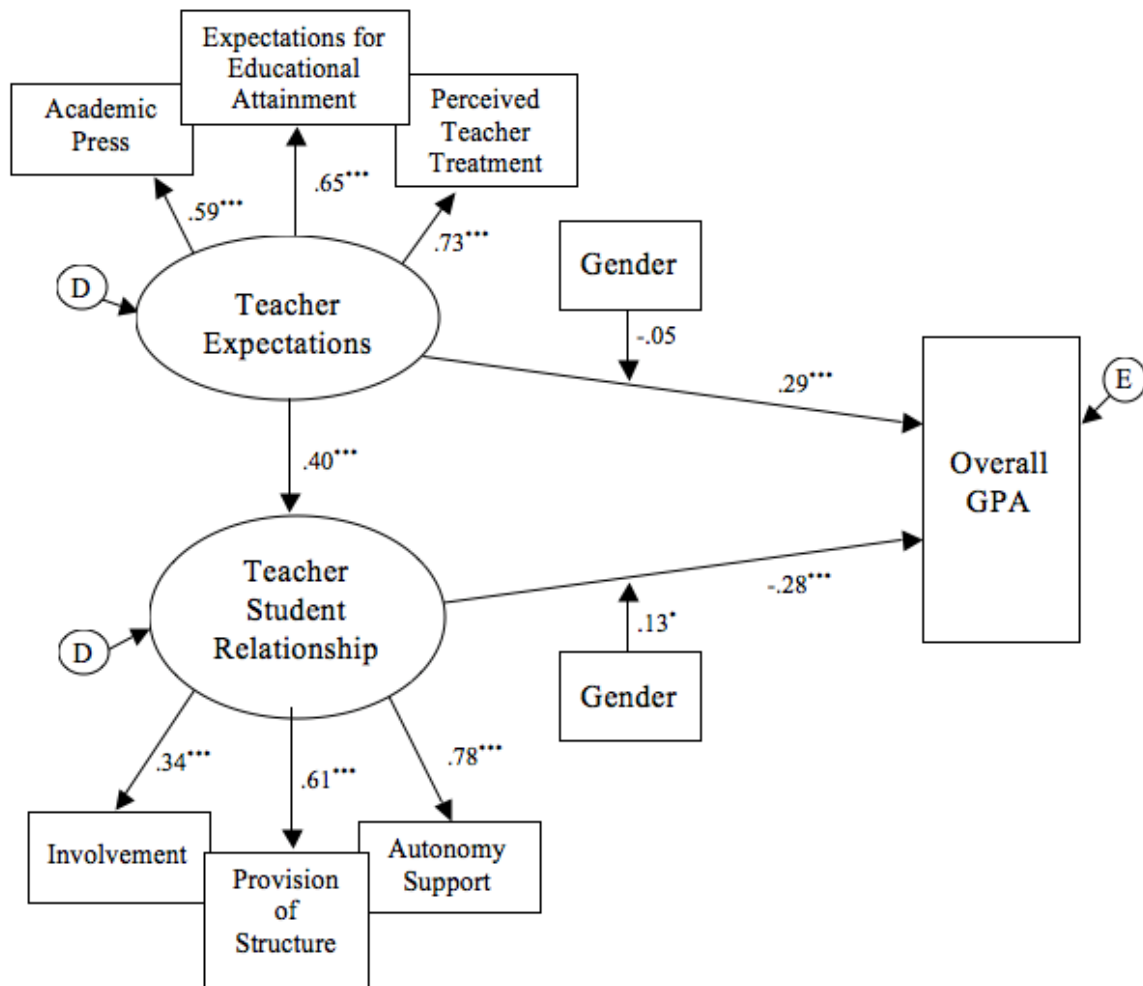 Expectations for
Educational
Attainment
Academic
Press
Perceived
Teacher
Treatment
.59***
.65***
.73***
D
Teacher
Expectations
Gender
-.05
.29***
E
Overall
GPA
.40***
Teacher
Student
Relationship
D
-.28***
.13*
Gender
.34***
.61***
.78***
Involvement
Provision
of
Structure
Autonomy
Support